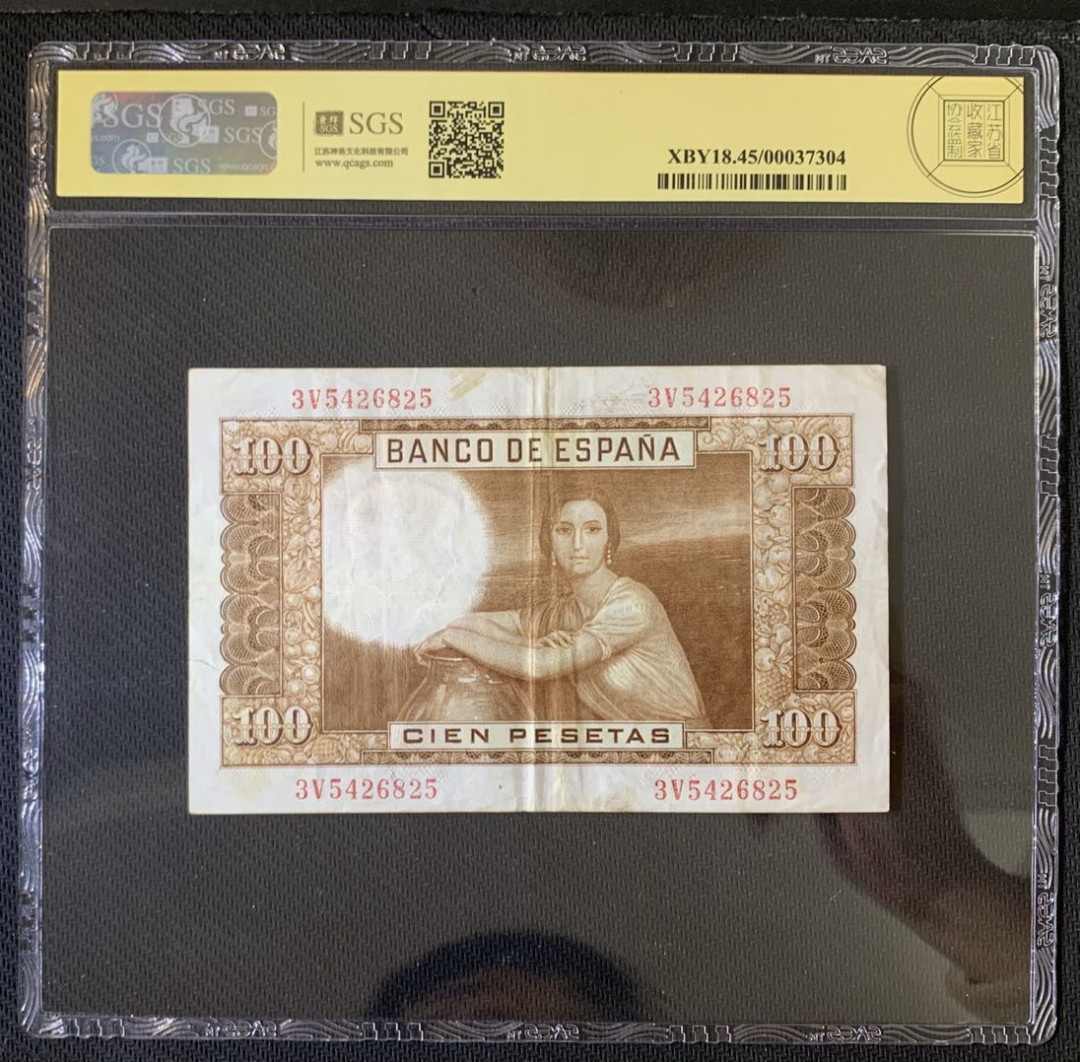 SGS
江苏神浩文化科技有限公司
www.qcags.com
XBY18.45/00037304
江苏省
收藏家
协会监制
3V5426825 3V5426825
100 BANCO DE ESPAÑA 100
100 CIEN PESETAS 100
3V5426825 3V5426825